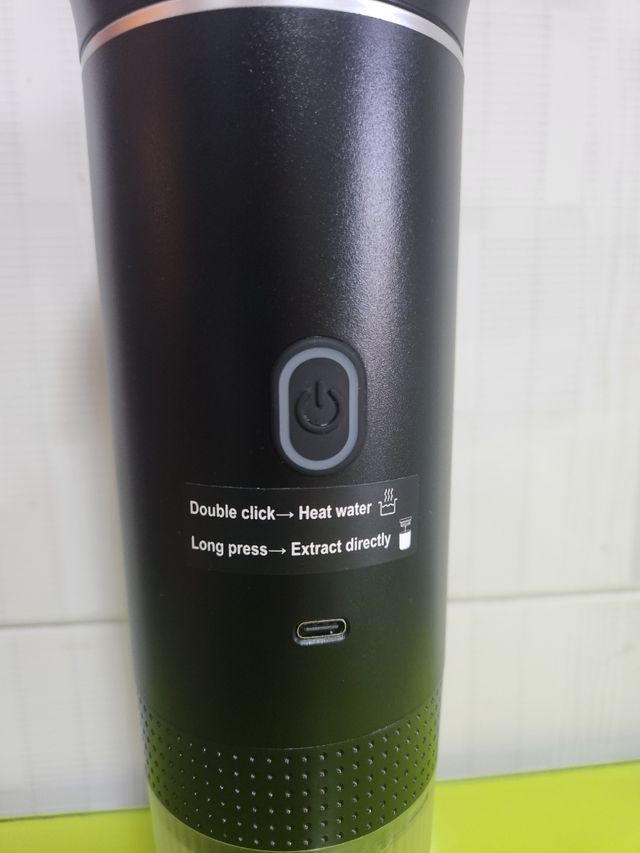 Double click→ Heat water
Long press→ Extract directly